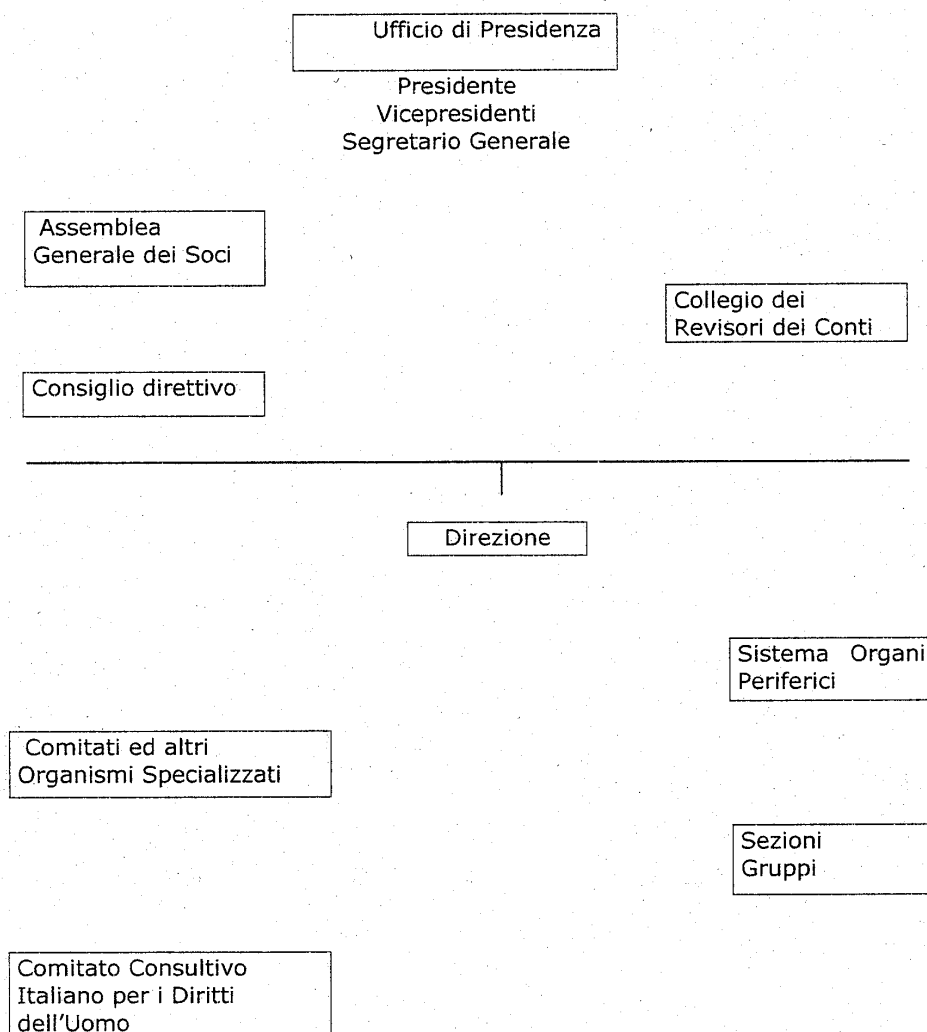 Ufficio di Presidenza
Presidente
Vicepresidenti
Segretario Generale
Assemblea
Generale dei Soci
Collegio dei
Revisori dei Conti
Consiglio direttivo
Direzione
Sistema Organi
Periferici
Comitati ed altri
Organismi Specializzati
Sezioni
Gruppi
Comitato Consultivo
Italiano per i Diritti
dell'Uomo